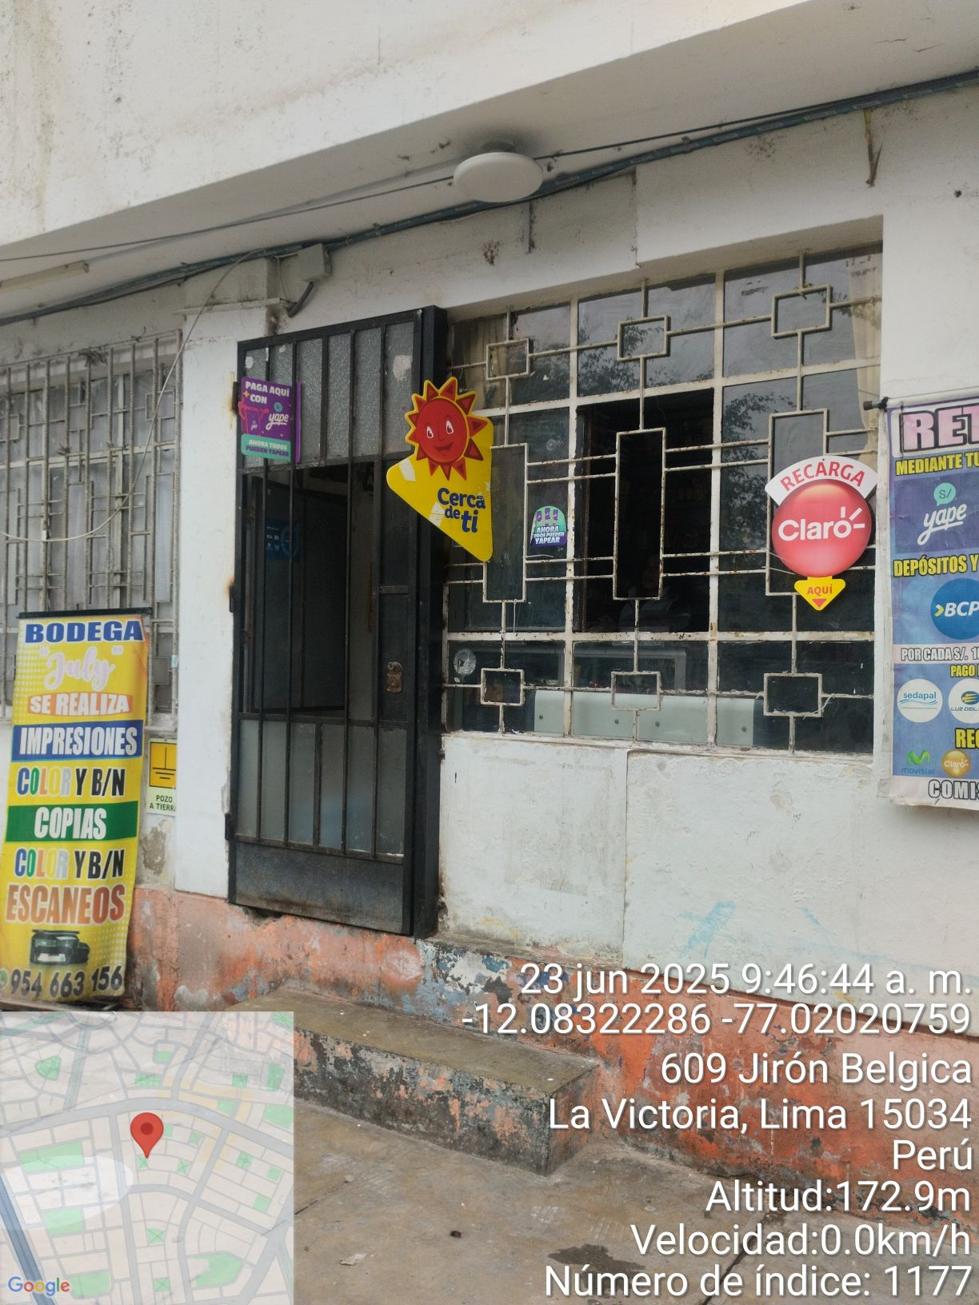 PAGA AQUÍ
CON
yape
AHORA TODOS
PUEDEN YAPEAR
Cerca
de ti
AHORA
TODOS PUEDEN
YAPEAR
RECARGA
Claro
AQUÍ
RET
MEDIANTE TU
S/
yape
DEPÓSITOS Y
BCP
POR CADA S/. 1
PAGO
sedapal
LUZ DEL
REC
movistar
Claro
COMIS
BODEGA
"July"
SE REALIZA
IMPRESIONES
COLOR Y B/N
COPIAS
COLOR Y B/N
ESCANEOS
954 663 156
POZO
A TIERRA
23 jun 2025 9:46:44 a. m.
-12.08322286 -77.02020759
609 Jirón Belgica
La Victoria, Lima 15034
Perú
Altitud:172.9m
Velocidad:0.0km/h
Número de índice: 1177
Google